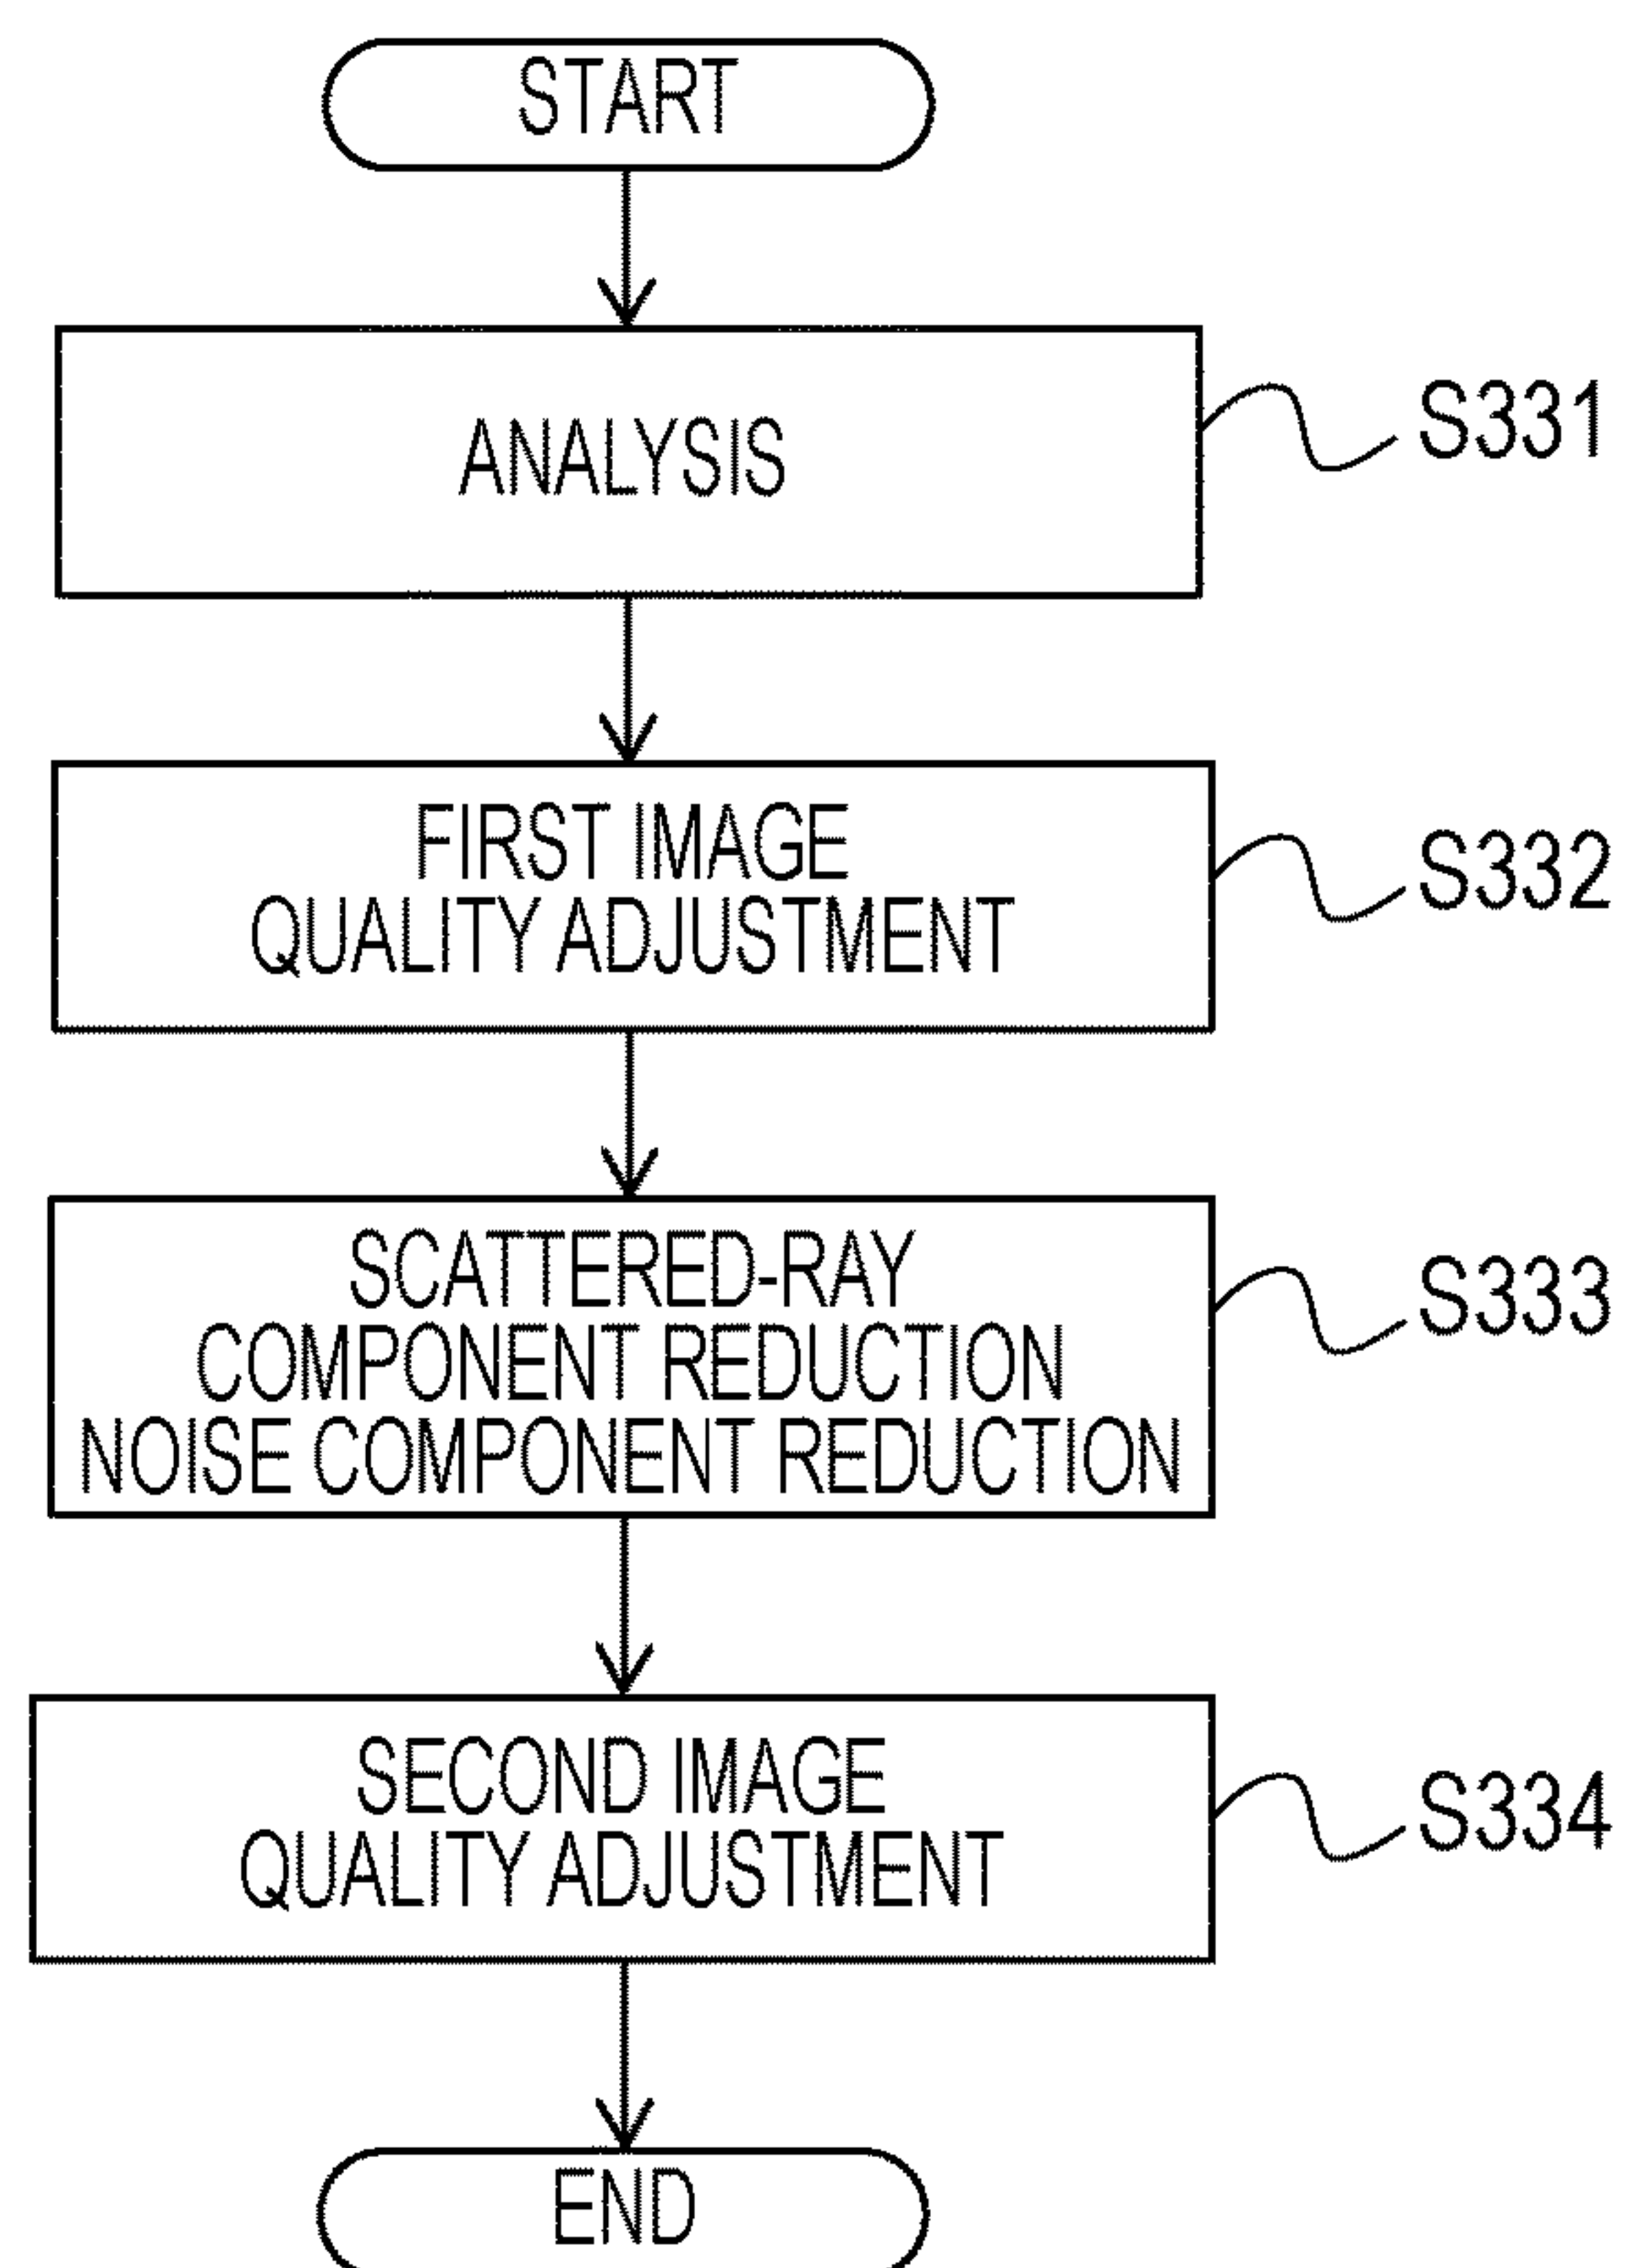 START
ANALYSIS
S331
FIRST IMAGE
QUALITY ADJUSTMENT
S332
SCATTERED-RAY
COMPONENT REDUCTION
NOISE COMPONENT REDUCTION
S333
SECOND IMAGE
QUALITY ADJUSTMENT
S334
END